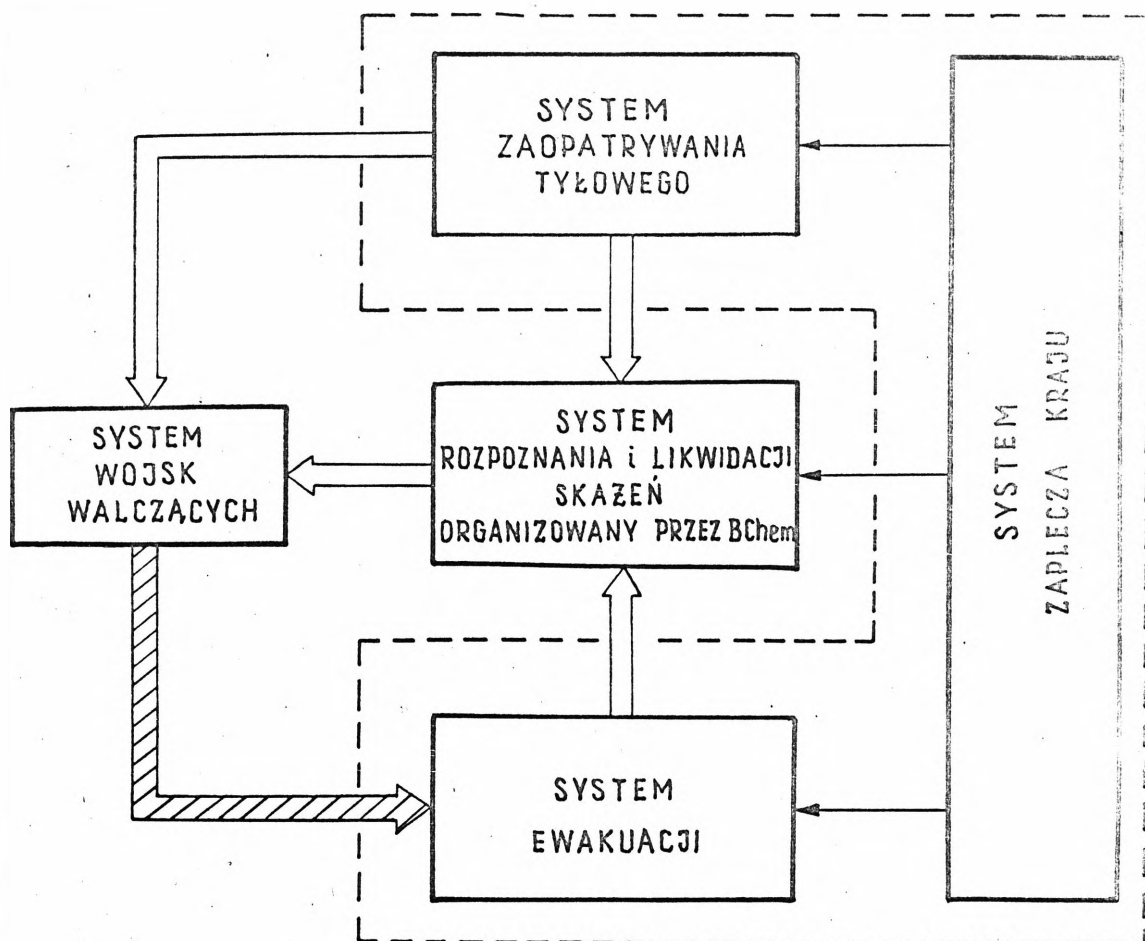 SYSTEM
ZAOPATRYWANIA
TYŁOWEGO
SYSTEM
WOJSK
WALCZĄCYCH
SYSTEM
ROZPOZNANIA i LIKWIDACJI
SKAŻEŃ
ORGANIZOWANY PRZEZ BChem
SYSTEM
EWAKUACJI
SYSTEM
ZAPLECZA KRAJU